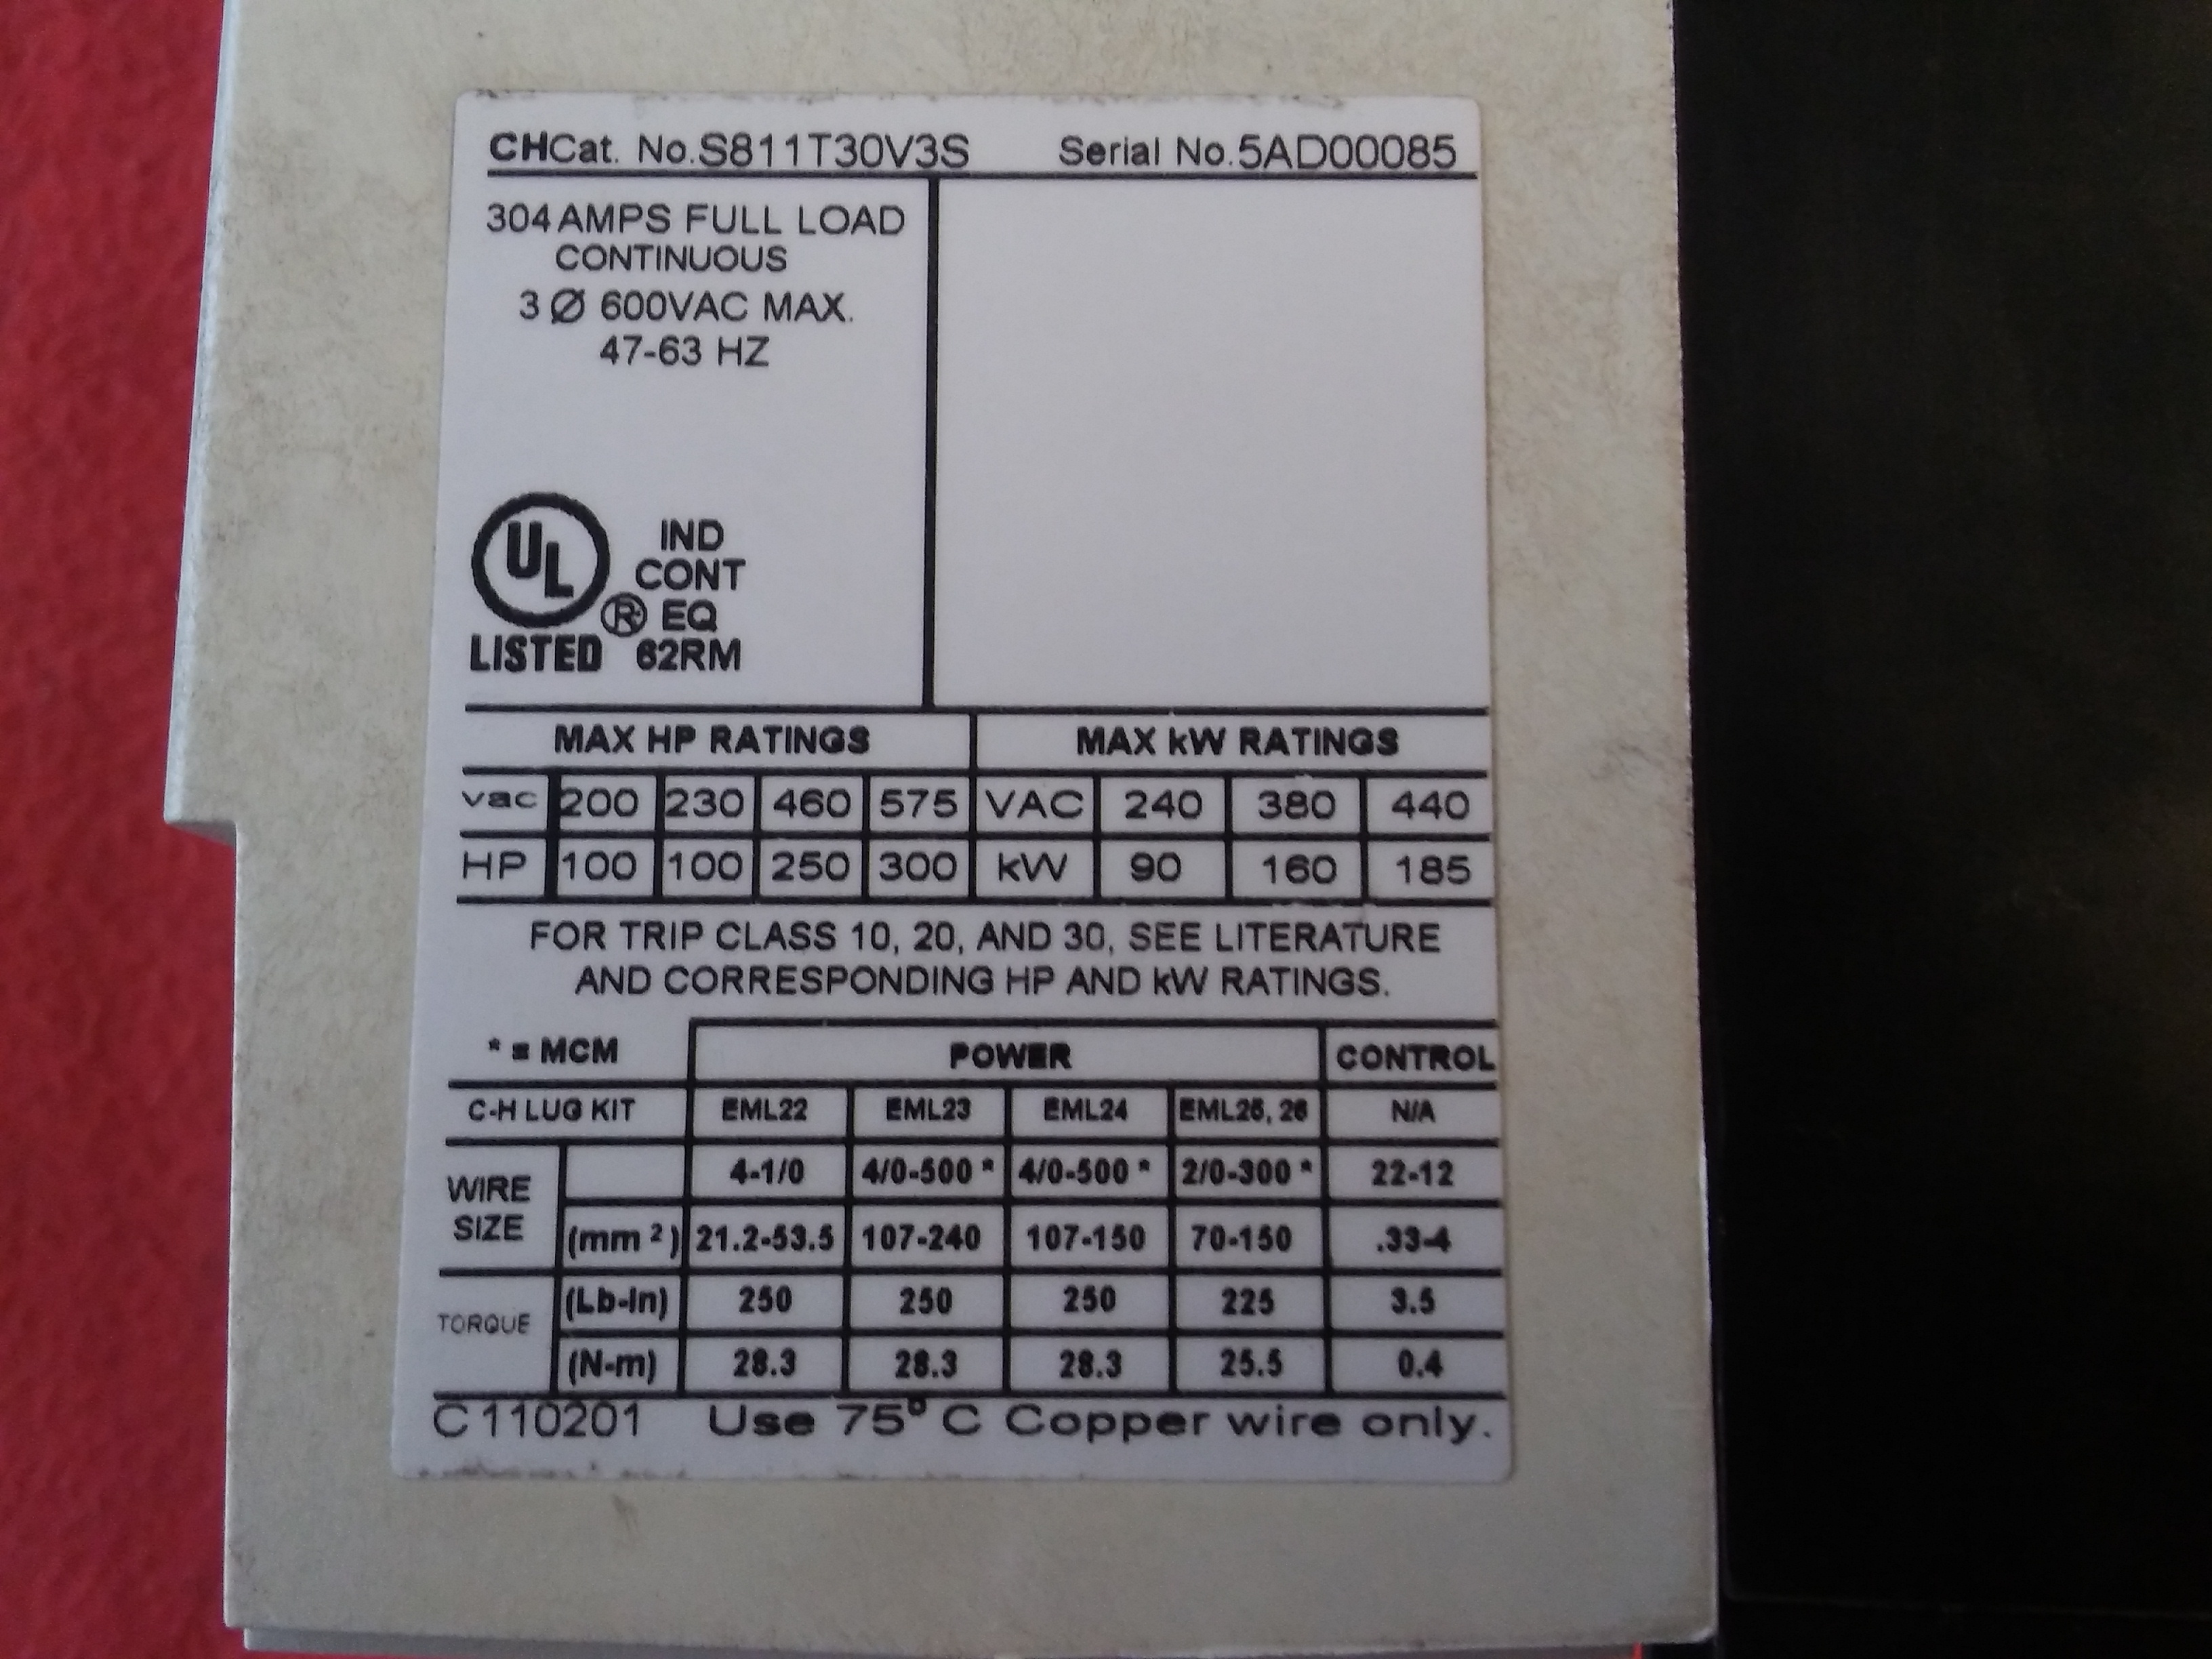 CHCat. No.S811T30V3S Serial No.5AD00085
304AMPS FULL LOAD
CONTINUOUS
3 Ø 600VAC MAX.
47-63 HZ
UL ® LISTED
IND
CONT
EQ
62RM
MAX HP RATINGS MAX kW RATINGS
vac 200 230 460 575 VAC 240 380 440
HP 100 100 250 300 kW 90 160 185
FOR TRIP CLASS 10, 20, AND 30, SEE LITERATURE
AND CORRESPONDING HP AND kW RATINGS.
* = MCM POWER CONTROL
C-H LUG KIT EML22 EML23 EML24 EML25, 26 N/A
WIRE SIZE 4-1/0 4/0-500 * 4/0-500 * 2/0-300 * 22-12
(mm 2) 21.2-53.5 107-240 107-150 70-150 .33-4
TORQUE (Lb-in) 250 250 250 225 3.5
(N-m) 28.3 28.3 28.3 25.5 0.4
C110201 Use 75° C Copper wire only.